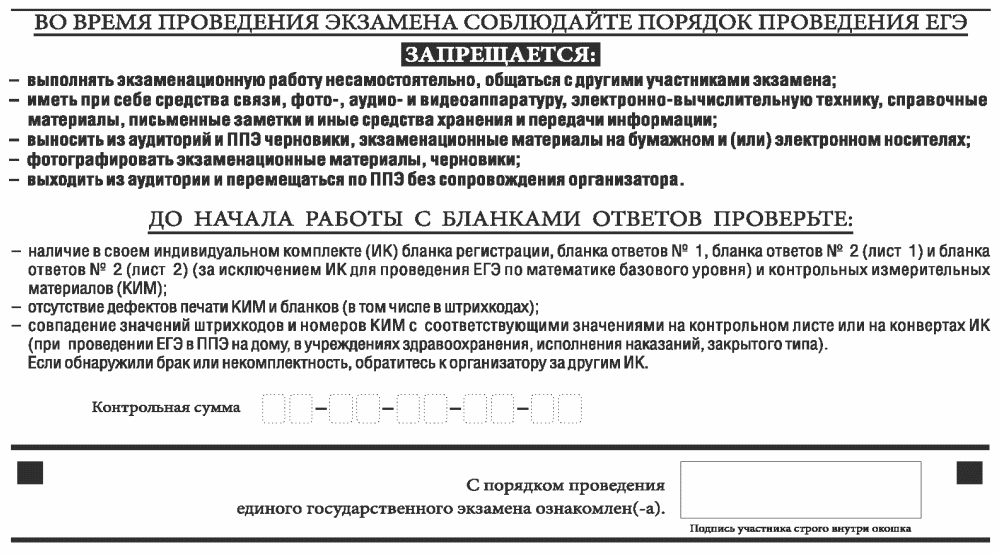 ВО ВРЕМЯ ПРОВЕДЕНИЯ ЭКЗАМЕНА СОБЛЮДАЙТЕ ПОРЯДОК ПРОВЕДЕНИЯ ЕГЭ
ЗАПРЕЩАЕТСЯ:
– выполнять экзаменационную работу несамостоятельно, общаться с другими участниками экзамена;
– иметь при себе средства связи, фото-, аудио- и видеоаппаратуру, электронно-вычислительную технику, справочные
материалы, письменные заметки и иные средства хранения и передачи информации;
– выносить из аудиторий и ППЭ черновики, экзаменационные материалы на бумажном и (или) электронном носителях;
– фотографировать экзаменационные материалы, черновики;
– выходить из аудитории и перемещаться по ППЭ без сопровождения организатора.
ДО НАЧАЛА РАБОТЫ С БЛАНКАМИ ОТВЕТОВ ПРОВЕРЬТЕ:
– наличие в своем индивидуальном комплекте (ИК) бланка регистрации, бланка ответов № 1, бланка ответов № 2 (лист 1) и бланка
ответов № 2 (лист 2) (за исключением ИК для проведения ЕГЭ по математике базового уровня) и контрольных измерительных
материалов (КИМ);
– отсутствие дефектов печати КИМ и бланков (в том числе в штрихкодах);
– совпадение значений штрихкодов и номеров КИМ с соответствующими значениями на контрольном листе или на конвертах ИК
(при проведении ЕГЭ в ППЭ на дому, в учреждениях здравоохранения, исполнения наказаний, закрытого типа).
Если обнаружили брак или некомплектность, обратитесь к организатору за другим ИК.
Контрольная сумма – – – –
С порядком проведения
единого государственного экзамена ознакомлен(-а).
Подпись участника строго внутри окошка